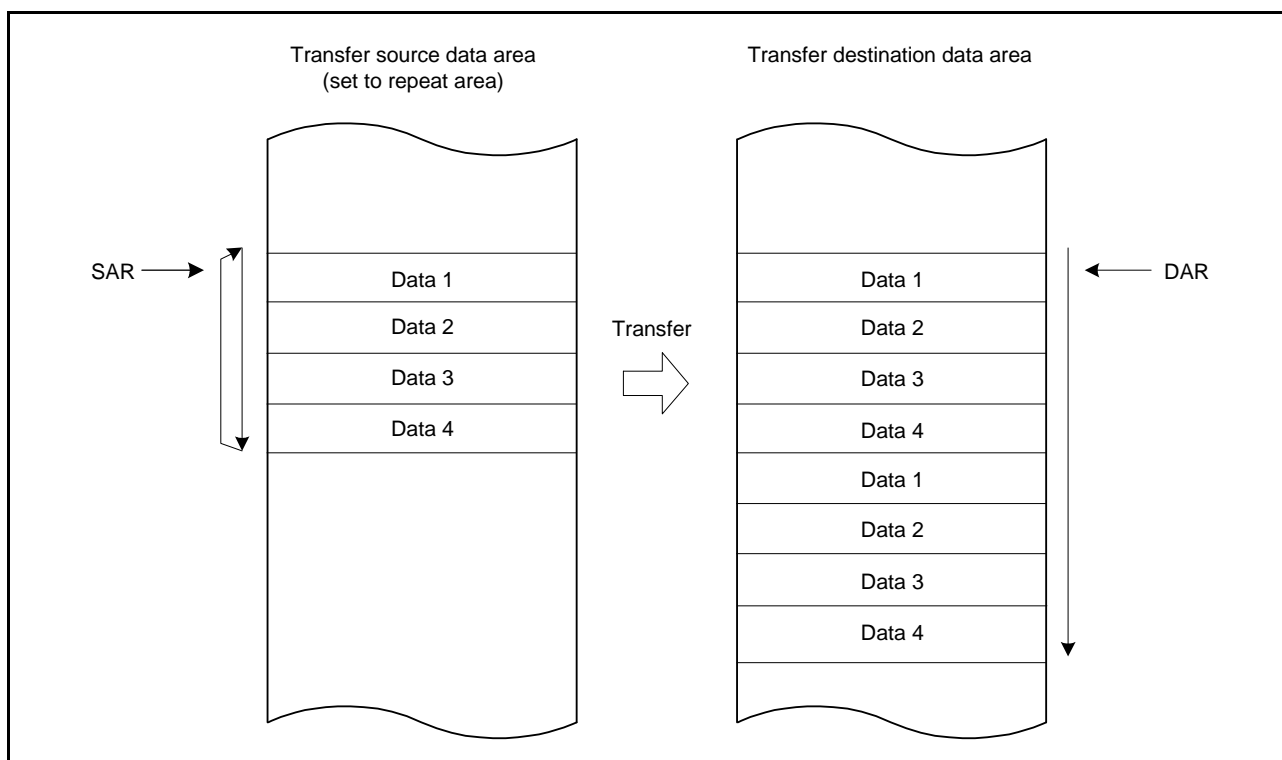 Transfer source data area
(set to repeat area)
Transfer destination data area
SAR
Data 1
Data 2
Data 3
Data 4
Transfer
Data 1
Data 2
Data 3
Data 4
Data 1
Data 2
Data 3
Data 4
DAR